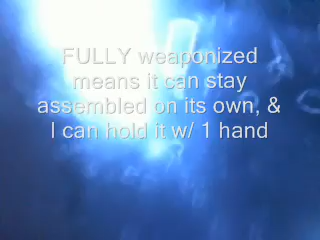 FULLY weaponized
means it can stay
assembled on its own, &
I can hold it w/ 1 hand